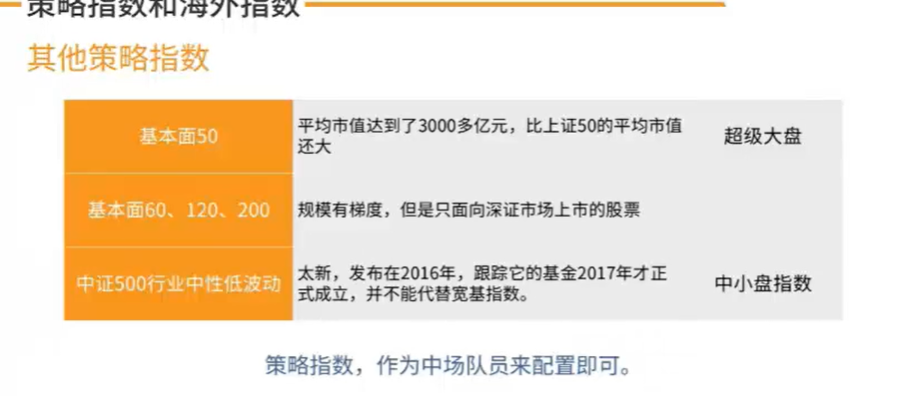 策略指数和海外指数
其他策略指数
基本面50
平均市值达到了3000多亿元，比上证50的平均市值
还大
超级大盘
基本面60、120、200
规模有梯度，但是只面向深证市场上市的股票
中证500行业中性低波动
太新，发布在2016年，跟踪它的基金2017年才正
式成立，并不能代替宽基指数。
中小盘指数
策略指数，作为中场队员来配置即可。